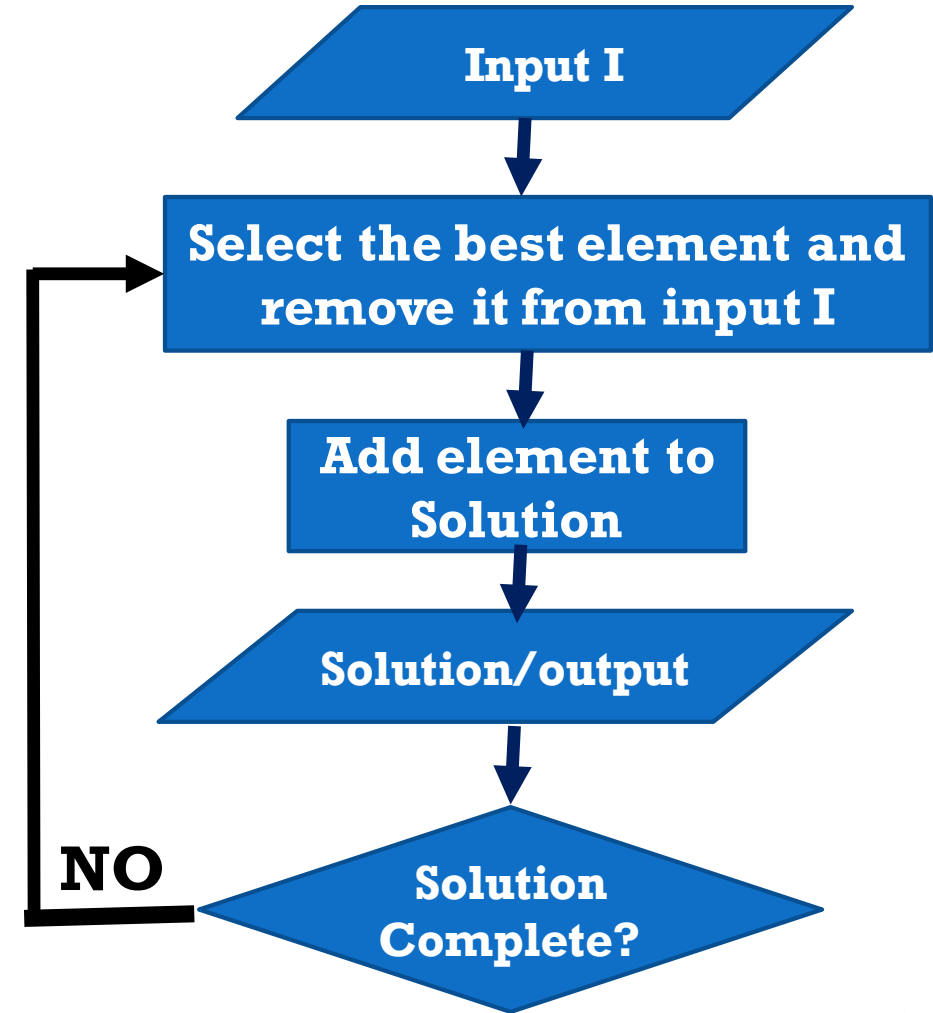 Input I
Select the best element and
remove it from input I
Add element to
Solution
Solution/output
NO
Solution
Complete?